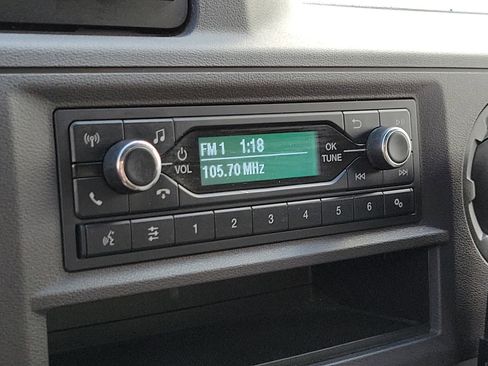 FM 1 1:18
105.70 MHz
VOL
OK
TUNE
1 2 3 4 5 6